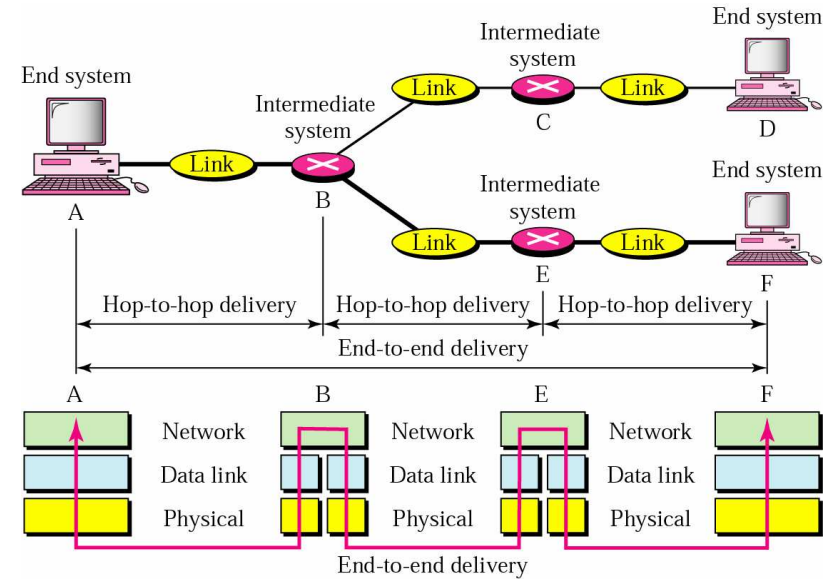 Intermediate
system
End system
Link
Link
C
D
End system
Intermediate
system
Link
A
B
Intermediate
system
End system
Link
Link
E
F
Hop-to-hop delivery
Hop-to-hop delivery
Hop-to-hop delivery
End-to-end delivery
A
B
E
F
Network
Network
Network
Data link
Data link
Data link
Physical
Physical
Physical
End-to-end delivery